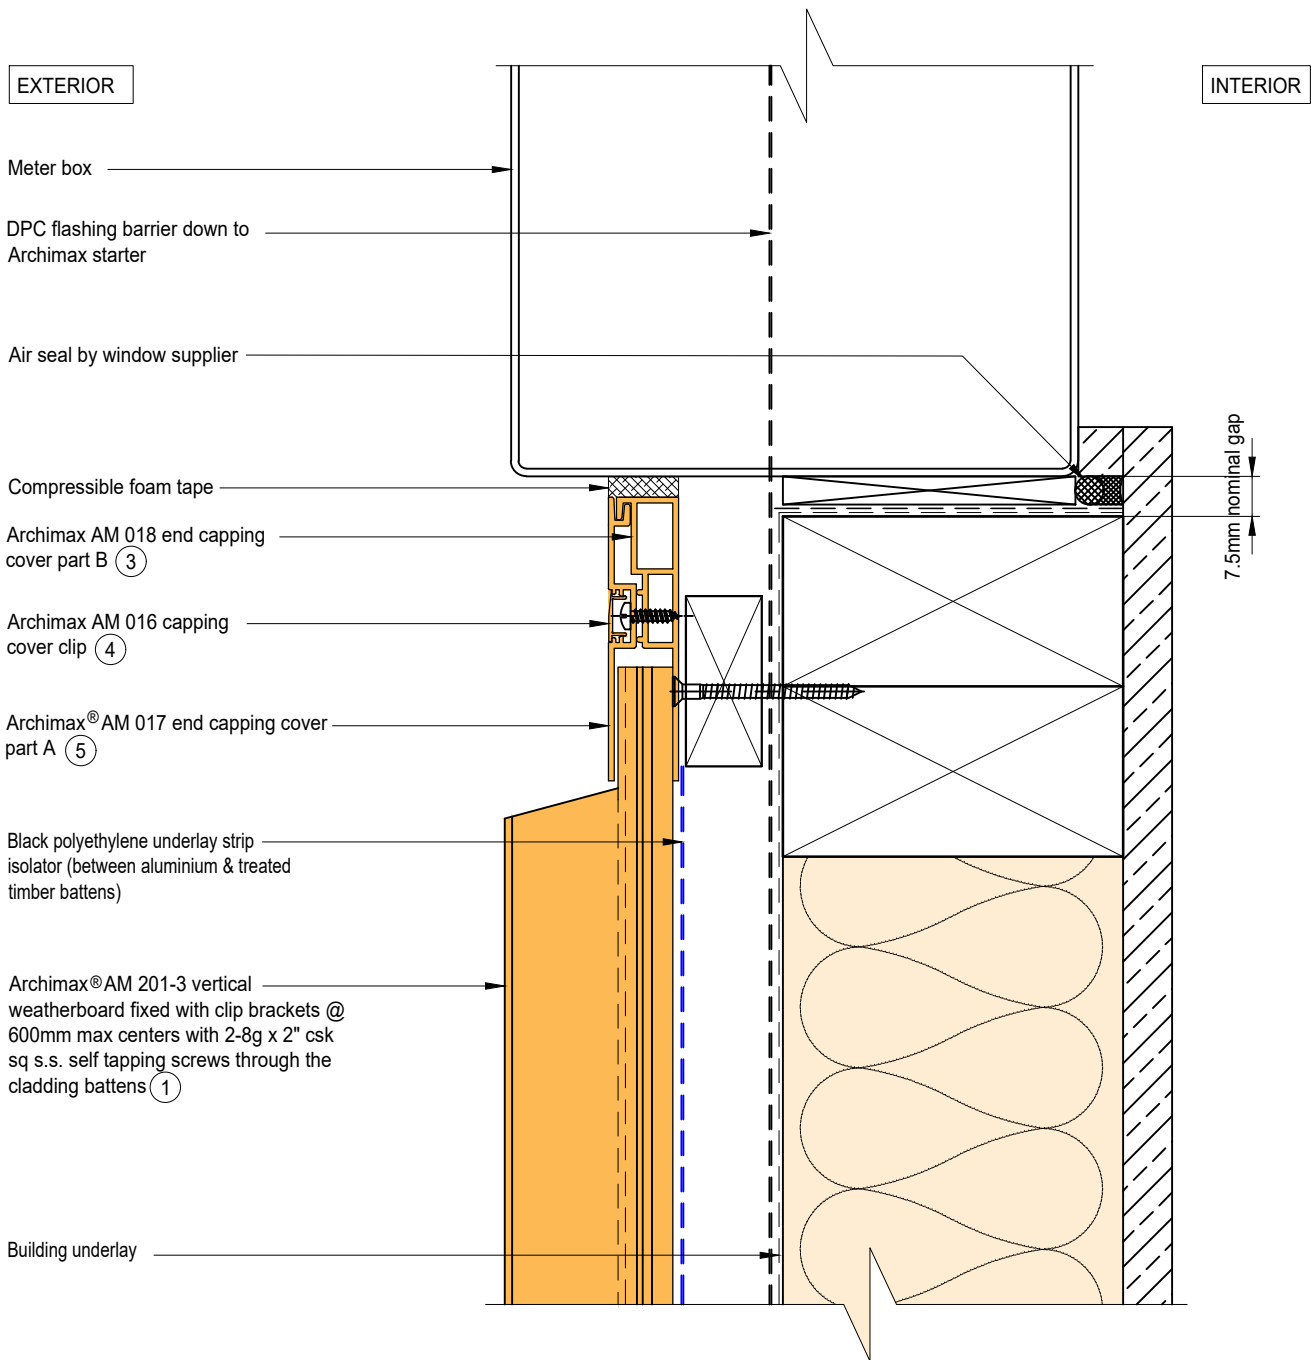 EXTERIOR
INTERIOR
Meter box
DPC flashing barrier down to
Archimax starter
Air seal by window supplier
7.5mm nominal gap
Compressible foam tape
Archimax AM 018 end capping
cover part B 3
Archimax AM 016 capping
cover clip 4
Archimax® AM 017 end capping cover
part A 5
Black polyethylene underlay strip
isolator (between aluminium & treated
timber battens)
Archimax® AM 201-3 vertical
weatherboard fixed with clip brackets @
600mm max centers with 2-8g x 2" csk
sq s.s. self tapping screws through the
cladding battens 1
Building underlay